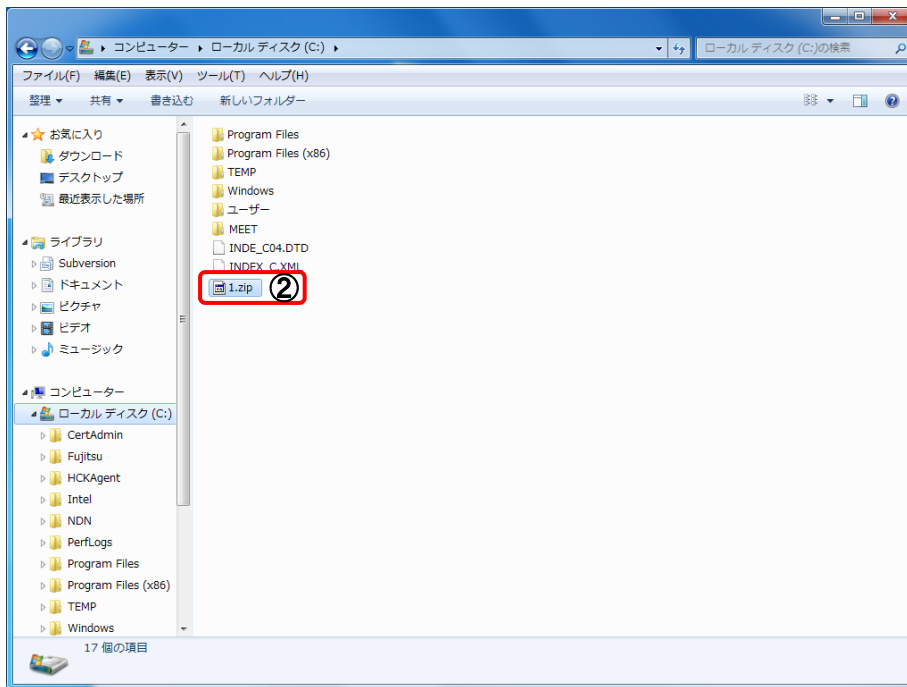 コンピューター ローカル ディスク (C:) ローカル ディスク (C:)の検索
ファイル(F) 編集(E) 表示(V) ツール(T) ヘルプ(H)
整理 共有 書き込む 新しいフォルダー
お気に入り
ダウンロード
デスクトップ
最近表示した場所
ライブラリ
Subversion
ドキュメント
ピクチャ
ビデオ
ミュージック
コンピューター
ローカル ディスク (C:)
CertAdmin
Fujitsu
HCKAgent
Intel
NDN
PerfLogs
Program Files
Program Files (x86)
TEMP
Windows
Program Files
Program Files (x86)
TEMP
Windows
ユーザー
MEET
INDE_C04.DTD
INDEX_C.XML
1.zip ②
17 個の項目